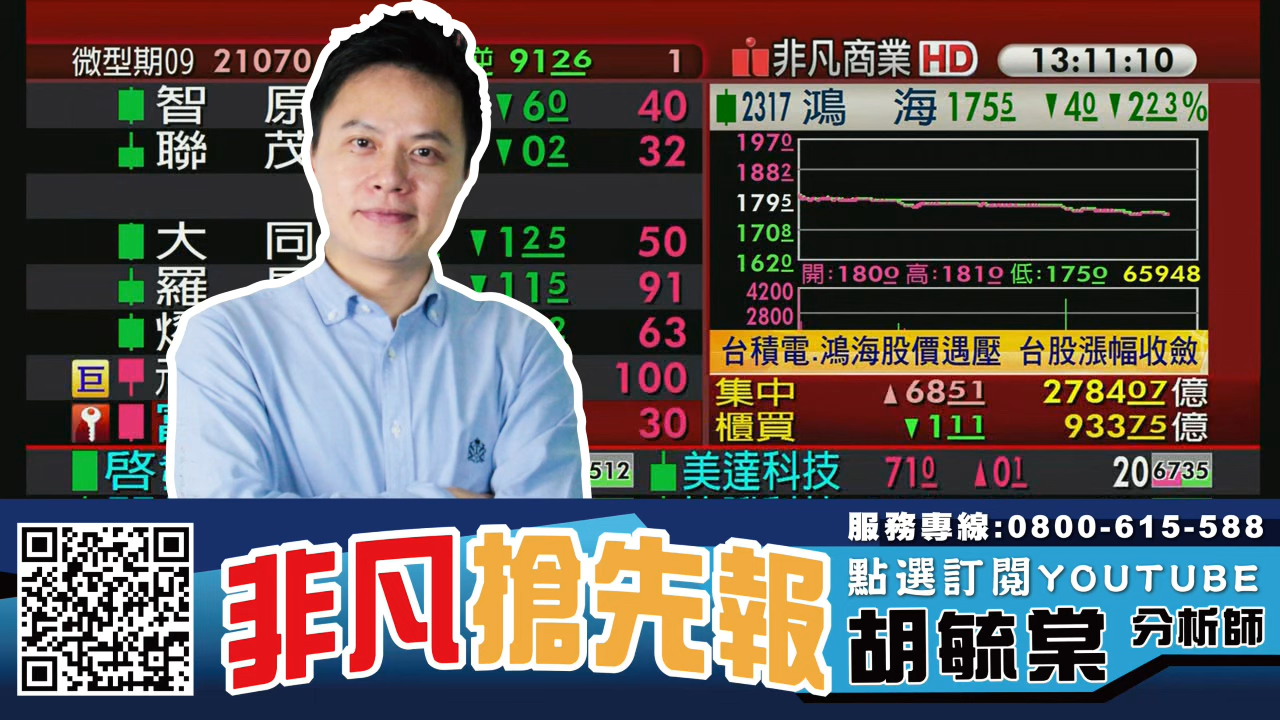 微型期09 21070
逆 9126 1
非凡商業HD 13:11:10
智原 ▼60 40
聯茂 ▼02 32
大同 ▼125 50
羅 ▼115 91
63
巨 100
30
2317 鴻海 1755 ▼40 ▼223%
1970
1882
1795
1708
1620
開:1800 高:1810 低:1750 65948
4200
2800
台積電.鴻海股價遇壓 台股漲幅收斂
集中 ▲6851 278407億
櫃買 ▼111 93375億
啓
512
美達科技 710 ▲01 20 6735
非凡搶先報
服務專線:0800-615-588
點選訂閱YOUTUBE
胡毓棠 分析師